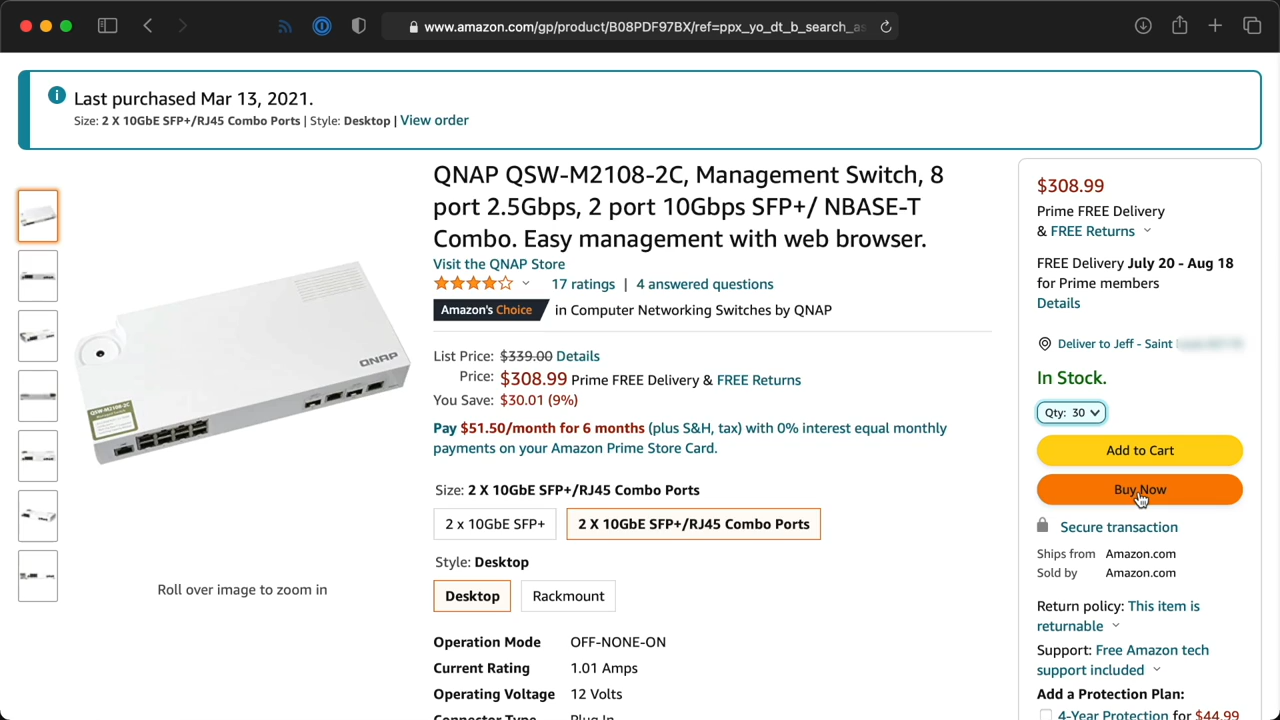 www.amazon.com/gp/product/B08PDF97BX/ref=ppx_yo_dt_b_search_as
Last purchased Mar 13, 2021.
Size: 2 X 10GbE SFP+/RJ45 Combo Ports | Style: Desktop | View order
QNAP QSW-M2108-2C, Management Switch, 8
port 2.5Gbps, 2 port 10Gbps SFP+/ NBASE-T
Combo. Easy management with web browser.
Visit the QNAP Store
17 ratings | 4 answered questions
Amazon's Choice in Computer Networking Switches by QNAP
List Price: $339.00 Details
Price: $308.99 Prime FREE Delivery & FREE Returns
You Save: $30.01 (9%)
Pay $51.50/month for 6 months (plus S&H, tax) with 0% interest equal monthly
payments on your Amazon Prime Store Card.
Size: 2 X 10GbE SFP+/RJ45 Combo Ports
2 x 10GbE SFP+ 2 X 10GbE SFP+/RJ45 Combo Ports
Style: Desktop
Desktop Rackmount
Operation Mode OFF-NONE-ON
Current Rating 1.01 Amps
Operating Voltage 12 Volts
Connector Type Plug In
QNAP
QSW-M2108-2C
Roll over image to zoom in
$308.99
Prime FREE Delivery
& FREE Returns
FREE Delivery July 20 - Aug 18
for Prime members
Details
Deliver to Jeff - Saint
In Stock.
Qty: 30
Add to Cart
Buy Now
Secure transaction
Ships from Amazon.com
Sold by Amazon.com
Return policy: This item is
returnable
Support: Free Amazon tech
support included
Add a Protection Plan:
4-Year Protection for $44.99